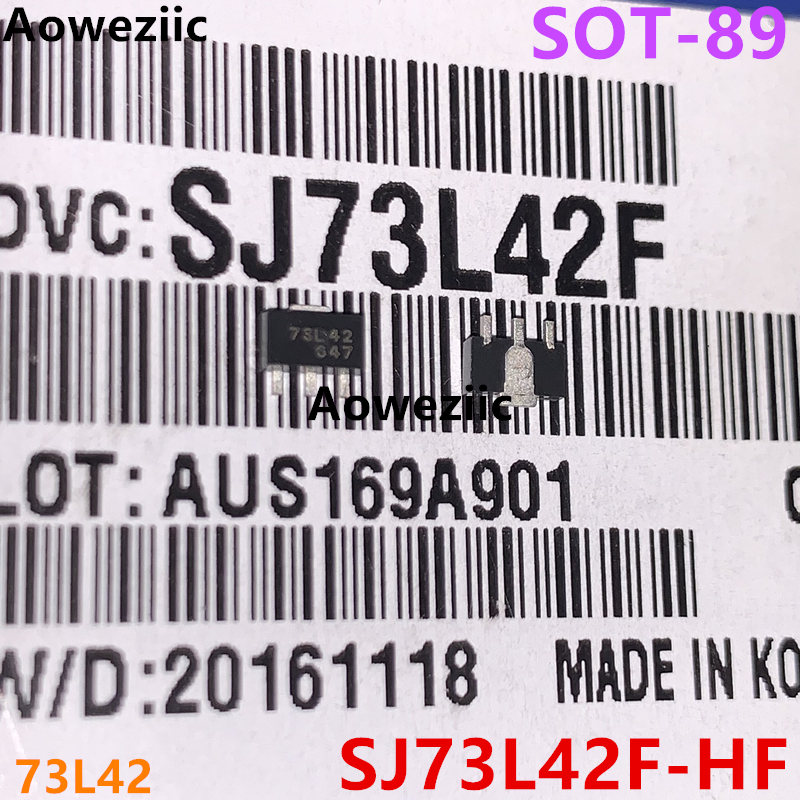 Aoweziic
SOT-89
DVC: SJ73L42F
73L42
647
Aoweziic
LOT: AUS169A901
W/D:20161118 MADE IN KO
73L42
SJ73L42F-HF